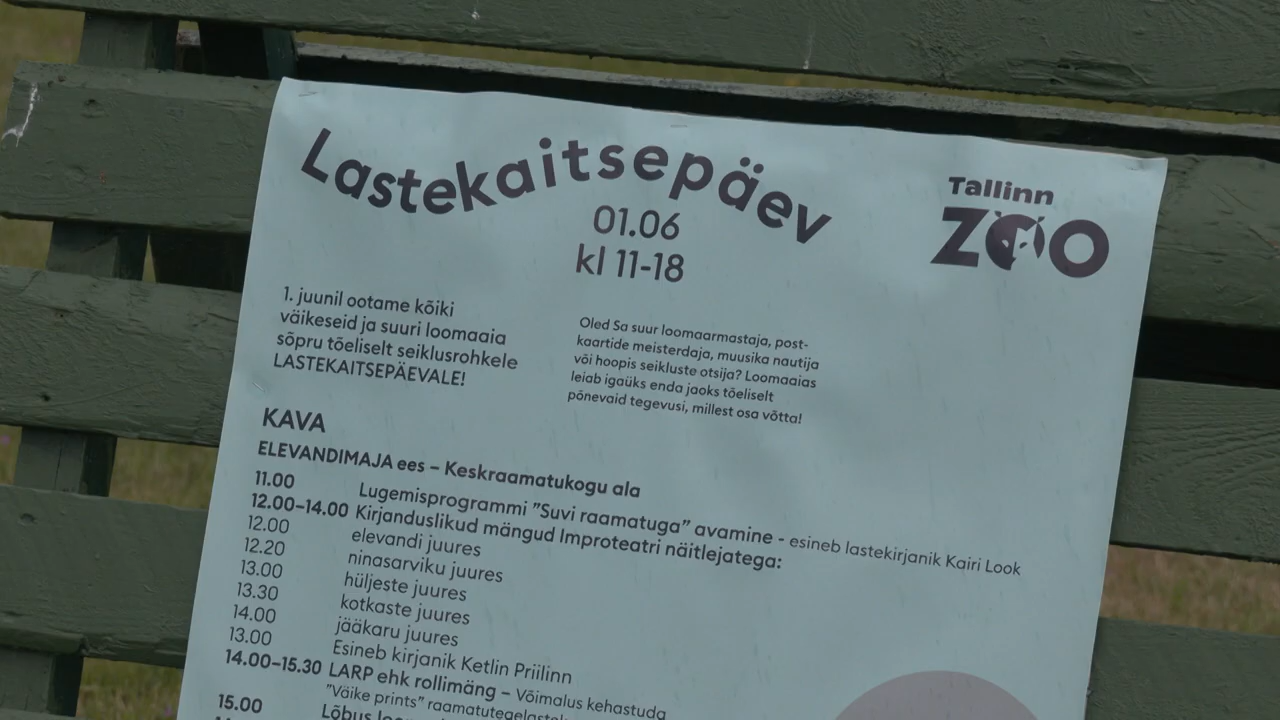 Lastekaitsepäev
01.06
kl 11-18
Tallinn
ZOO
1. juunil ootame kõiki
väikeseid ja suuri loomaaia
sõpru tõeliselt seiklusrohkele
LASTEKAITSEPÄEVALE!
Oled Sa suur loomaarmastaja, post-
kaartide meisterdaja, muusika nautija
või hoopis seikluste otsija? Loomaaias
leiab igaüks enda jaoks tõeliselt
põnevaid tegevusi, millest osa võtta!
KAVA
ELEVANDIMAJA ees – Keskraamatukogu ala
11.00 Lugemisprogrammi ”Suvi raamatuga” avamine - esineb lastekirjanik Kairi Look
12.00–14.00 Kirjanduslikud mängud Improteatri näitlejatega:
12.00 elevandi juures
12.20 ninasarviku juures
13.00 hüljeste juures
13.30 kotkaste juures
14.00 jääkaru juures
13.00 Esineb kirjanik Ketlin Priilinn
14.00–15.30 LARP ehk rollimäng – Võimalus kehastuda
”Väike prints” raamatutegelasteks
15.00 Lõbus